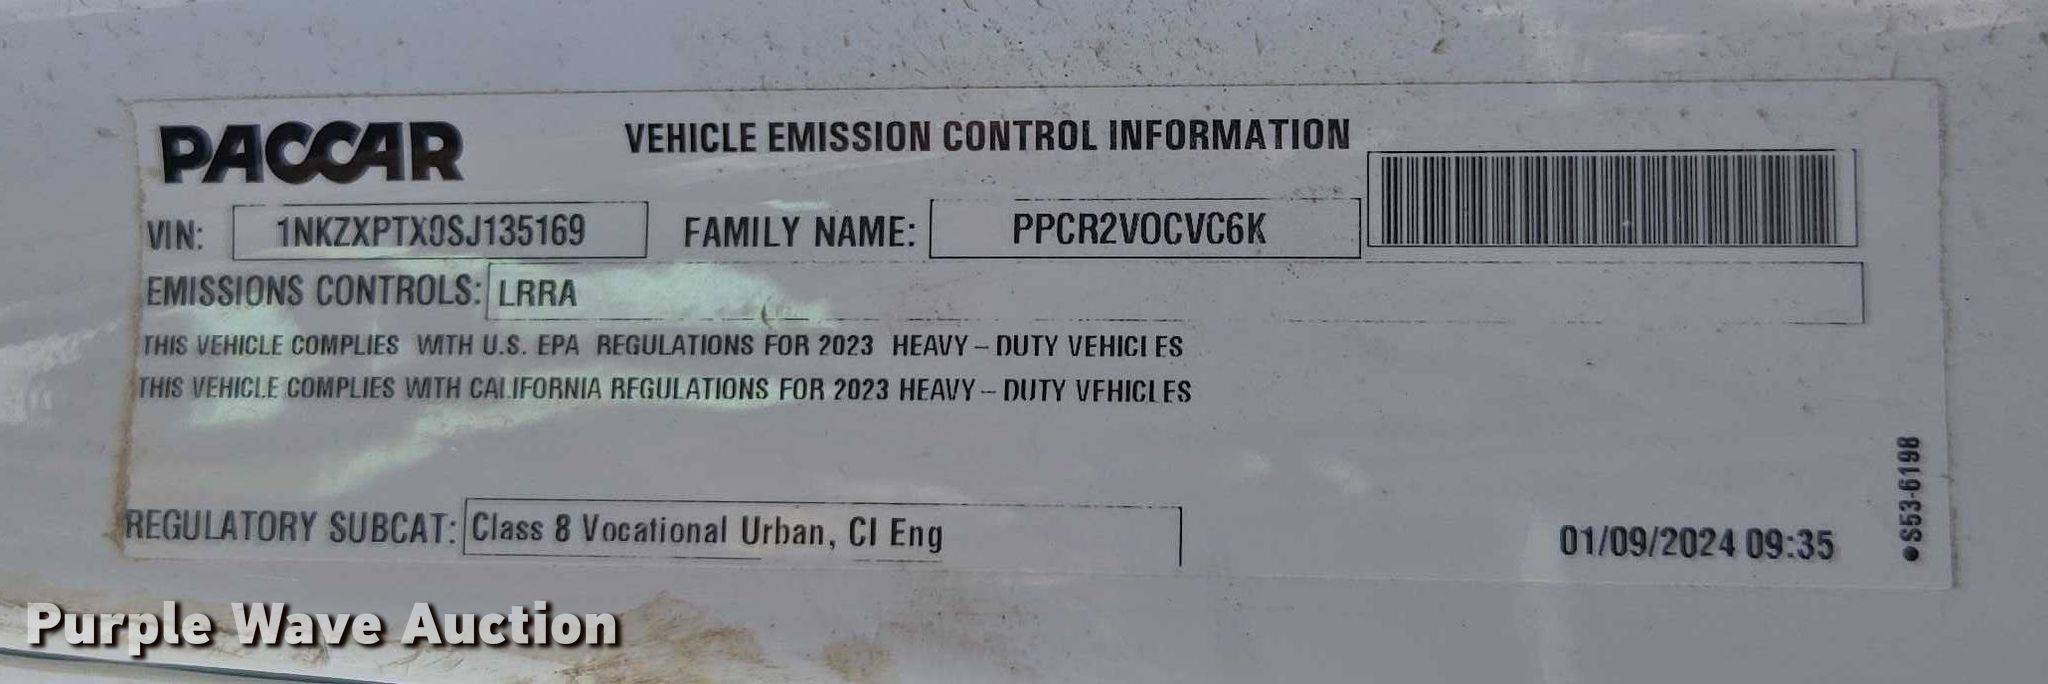 PACCAR
VEHICLE EMISSION CONTROL INFORMATION
VIN: 1NKZXPTX0SJ135169 FAMILY NAME: PPCR2VOCVC6K
EMISSIONS CONTROLS: LRRA
THIS VEHICLE COMPLIES WITH U.S. EPA REGULATIONS FOR 2023 HEAVY-DUTY VEHICLES
THIS VEHICLE COMPLIES WITH CALIFORNIA REGULATIONS FOR 2023 HEAVY-DUTY VEHICLES
REGULATORY SUBCAT: Class 8 Vocational Urban, CI Eng
01/09/2024 09:35
●S53-6198
Purple Wave Auction